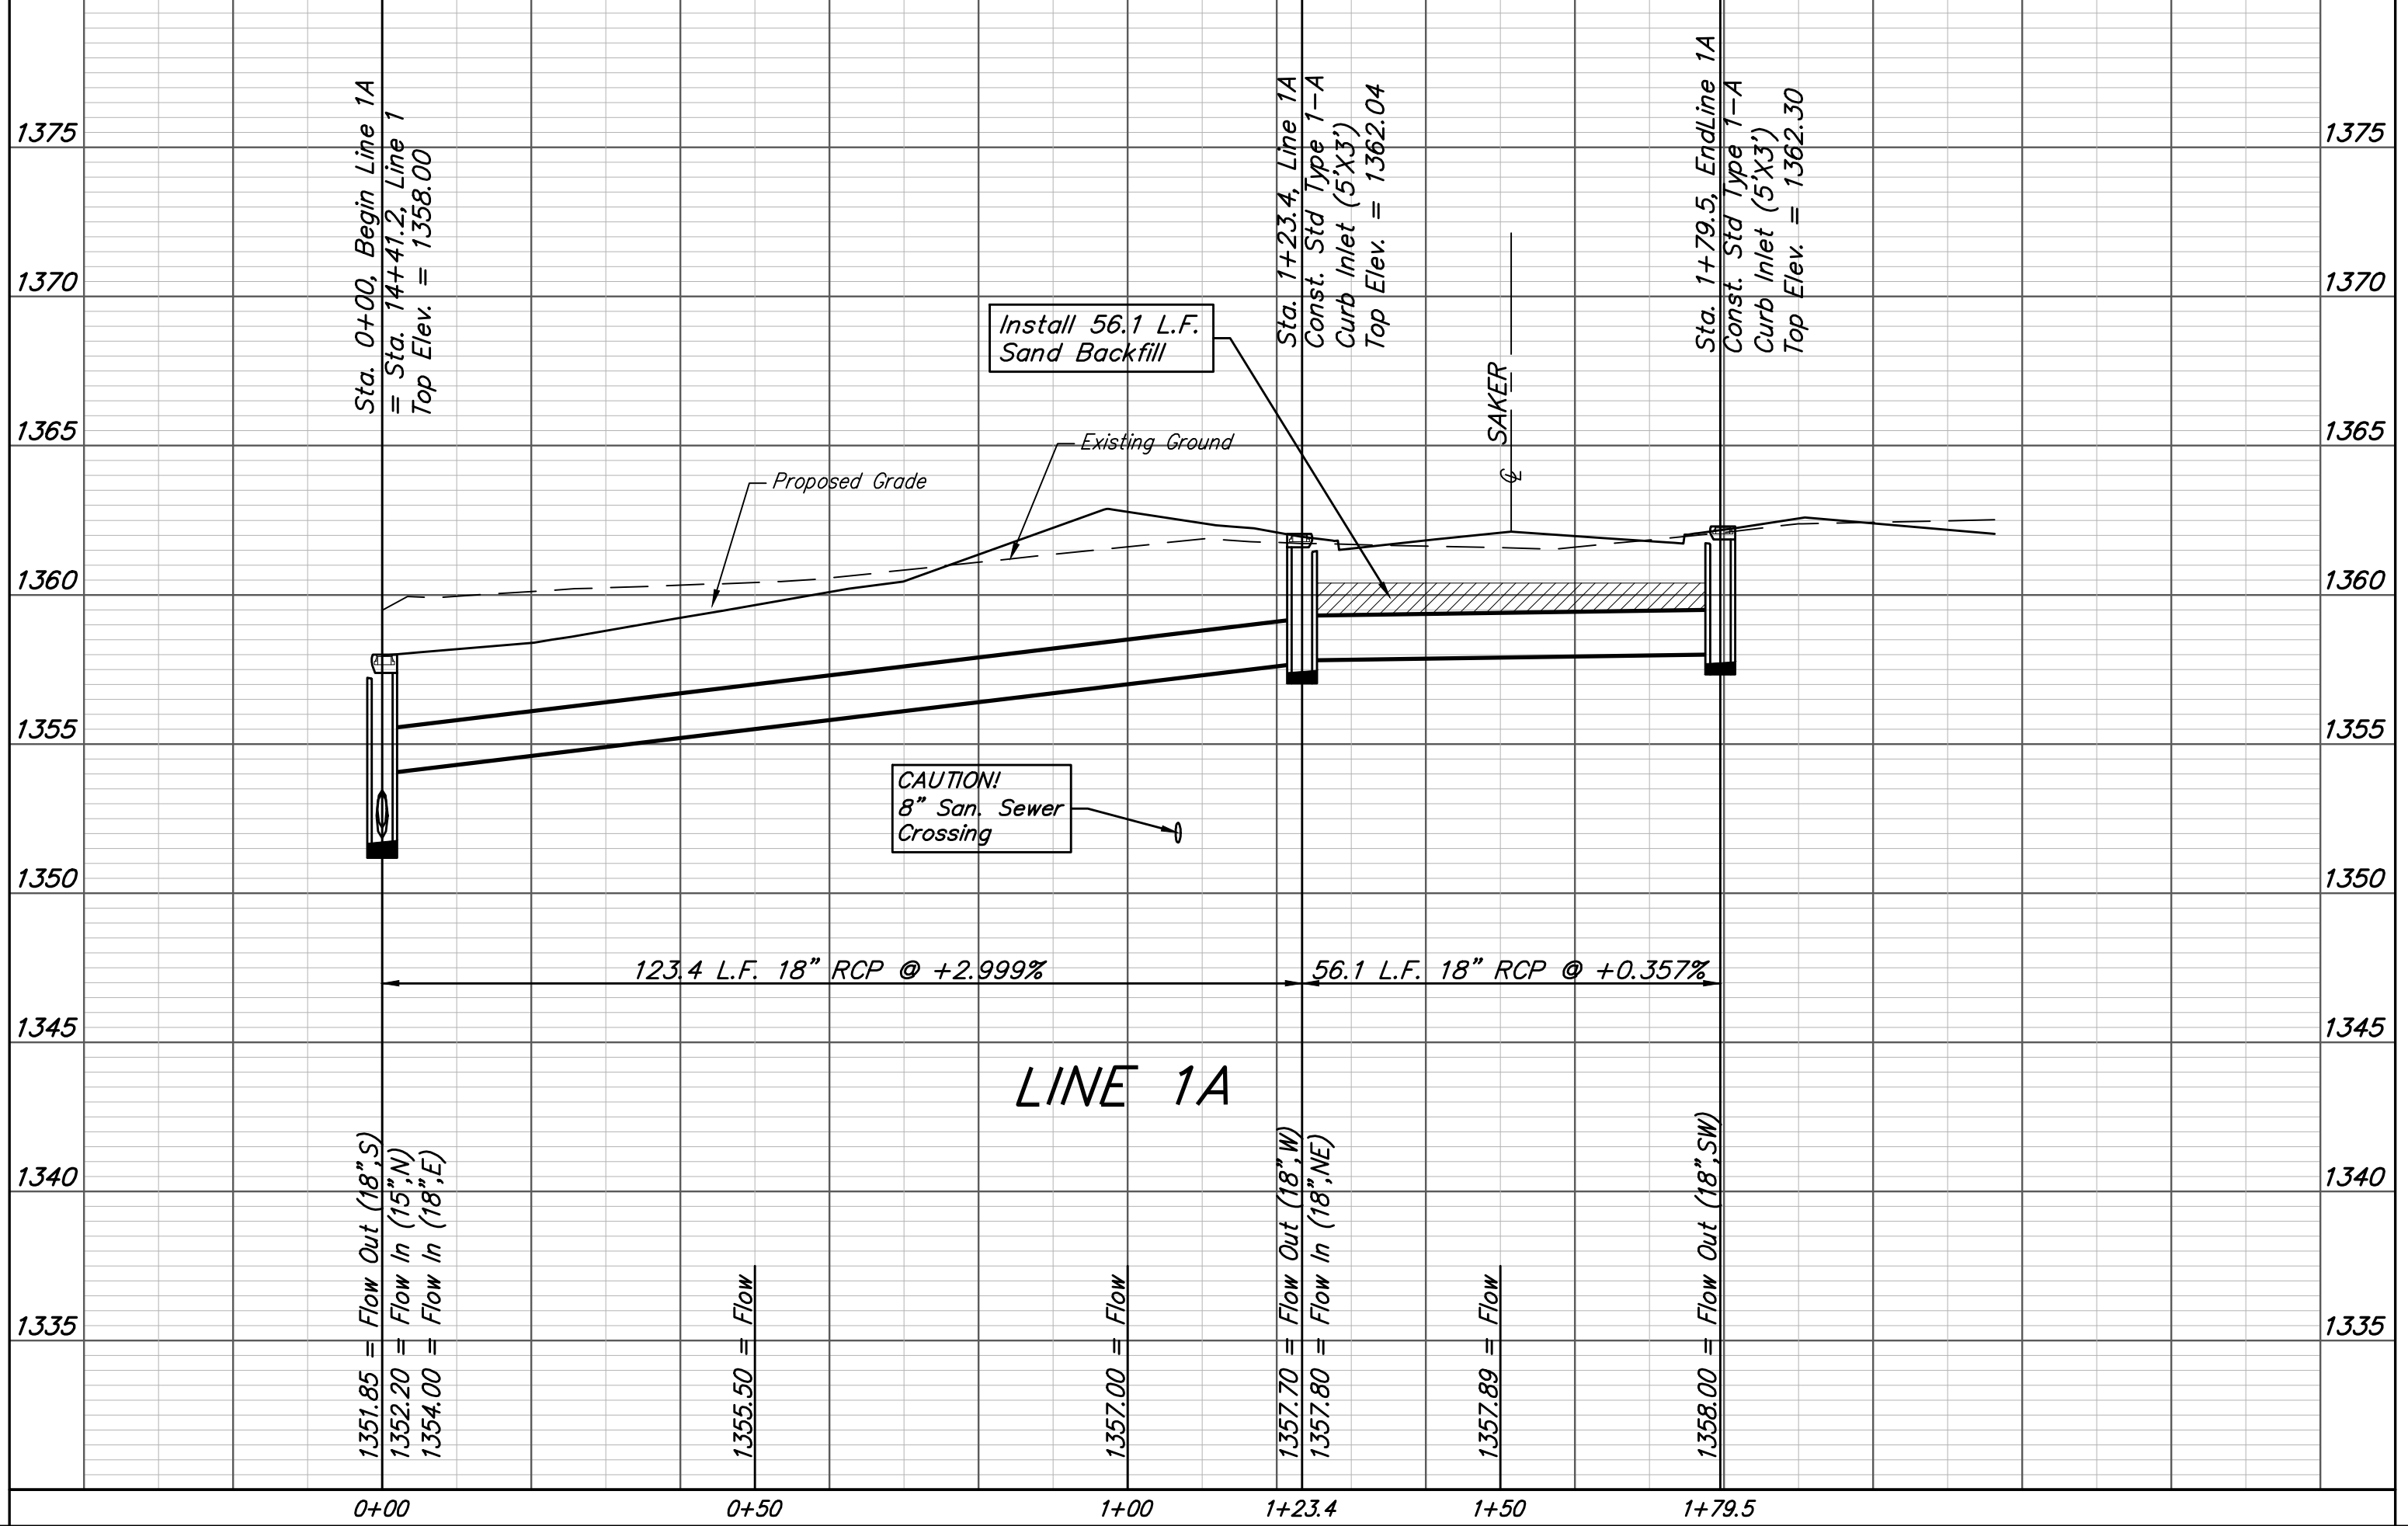 Sta. 0+00, Begin Line 1A
= Sta. 14+41.2, Line 1
Top Elev. = 1358.00
Sta. 1+23.4, Line 1A
Const. Std Type 1-A
Curb Inlet (5'X3')
Top Elev. = 1362.04
Sta. 1+79.5, EndLine 1A
Const. Std Type 1-A
Curb Inlet (5'X3')
Top Elev. = 1362.30
1375
1375
1370
1370
Install 56.1 L.F.
Sand Backfill
SAKER
℄
1365
1365
Existing Ground
Proposed Grade
1360
1360
1355
1355
CAUTION!
8" San. Sewer
Crossing
1350
1350
123.4 L.F. 18" RCP @ +2.999%
56.1 L.F. 18" RCP @ +0.357%
1345
1345
LINE 1A
1340
1340
1335
1335
1351.85 = Flow Out (18",S)
1352.20 = Flow In (15",N)
1354.00 = Flow In (18",E)
1355.50 = Flow
1357.00 = Flow
1357.70 = Flow Out (18",W)
1357.80 = Flow In (18",NE)
1357.89 = Flow
1358.00 = Flow Out (18",SW)
0+00
0+50
1+00
1+23.4
1+50
1+79.5